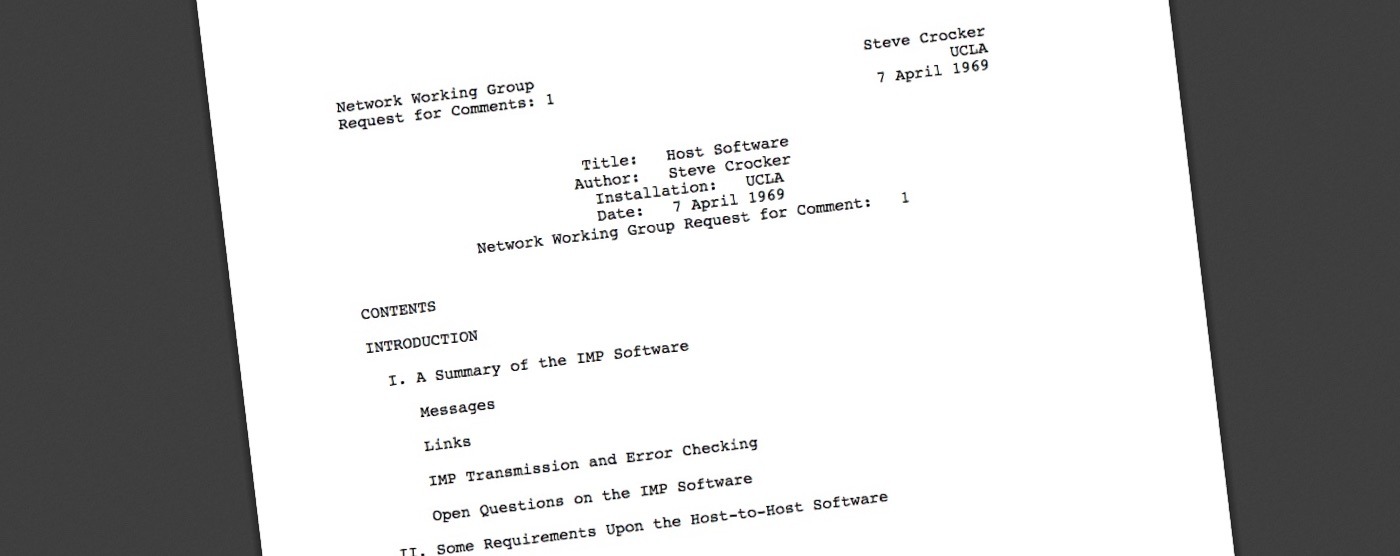 Network Working Group
Steve Crocker
Request for Comments: 1
UCLA
7 April 1969
Title: Host Software
Author: Steve Crocker
Installation: UCLA
Date: 7 April 1969
Network Working Group Request for Comment: 1
CONTENTS
INTRODUCTION
I. A Summary of the IMP Software
Messages
Links
IMP Transmission and Error Checking
Open Questions on the IMP Software
II. Some Requirements Upon the Host-to-Host Software